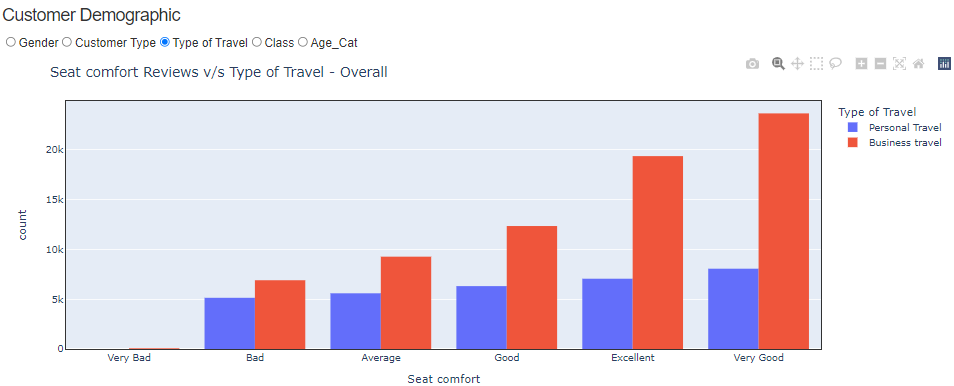 Customer Demographic
Gender Customer Type Type of Travel Class Age_Cat
Seat comfort Reviews v/s Type of Travel - Overall
Type of Travel
Personal Travel
Business travel
count
20k
15k
10k
5k
0
Very Bad Bad Average Good Excellent Very Good
Seat comfort